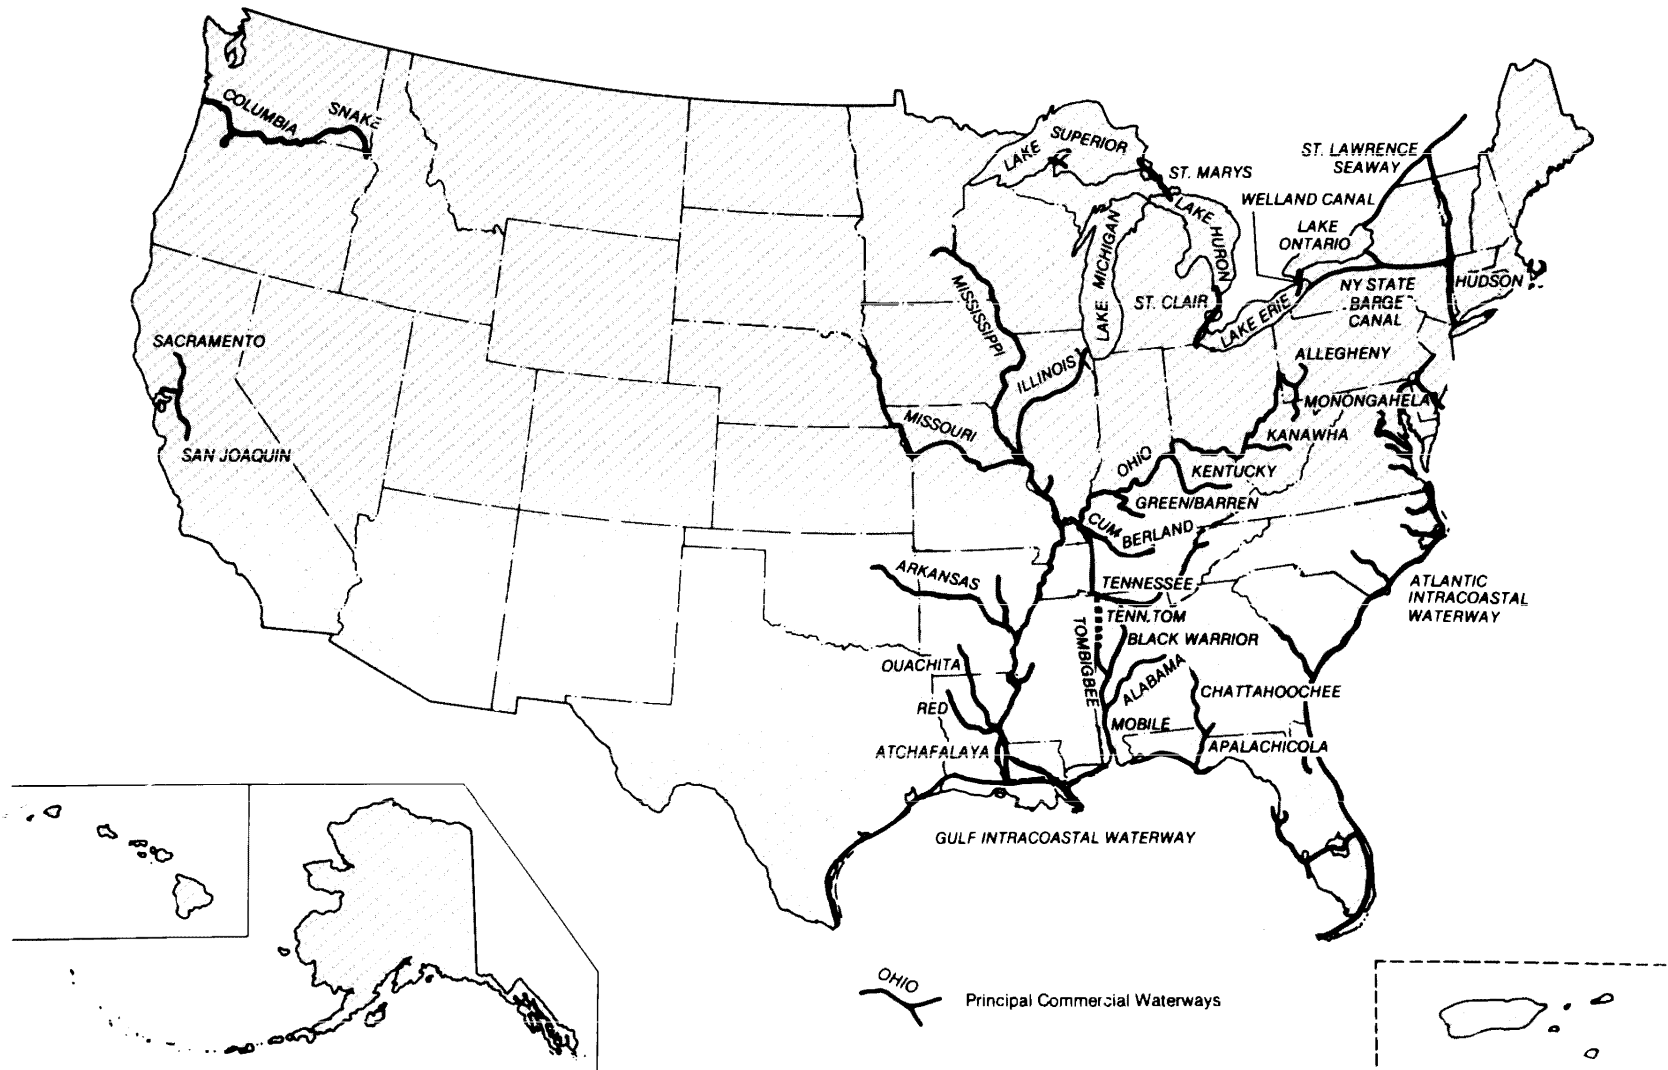 COLUMBIA
SNAKE
LAKE SUPERIOR
ST. MARYS
ST. LAWRENCE
SEAWAY
WELLAND CANAL
LAKE
ONTARIO
LAKE HURON
LAKE MICHIGAN
MISSISSIPPI
ST. CLAIR
LAKE ERIE
NY STATE
BARGE
CANAL
HUDSON
SACRAMENTO
SAN JOAQUIN
ILLINOIS
ALLEGHENY
MONONGAHELA
MISSOURI
KANAWHA
OHIO
KENTUCKY
GREEN/BARREN
CUM
BERLAND
ARKANSAS
TENNESSEE
ATLANTIC
INTRACOASTAL
WATERWAY
TENN.TOM
TOMBIGBEE
BLACK WARRIOR
OUACHITA
ALABAMA
CHATTAHOOCHEE
RED
MOBILE
ATCHAFALAYA
APALACHICOLA
GULF INTRACOASTAL WATERWAY
OHIO
Principal Commercial Waterways